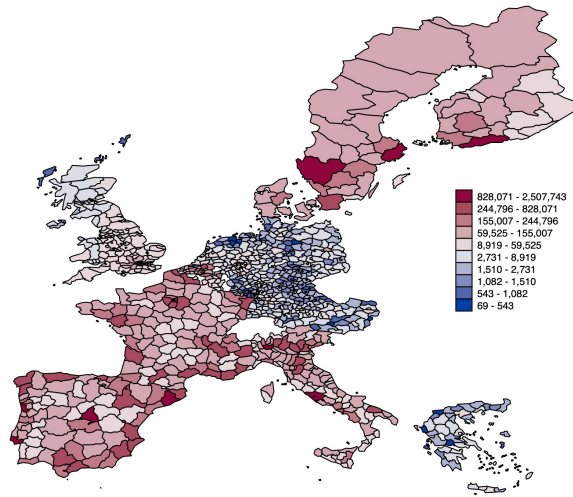 828,071 - 2,507,743
244,796 - 828,071
155,007 - 244,796
59,525 - 155,007
8,919 - 59,525
2,731 - 8,919
1,510 - 2,731
1,082 - 1,510
543 - 1,082
69 - 543